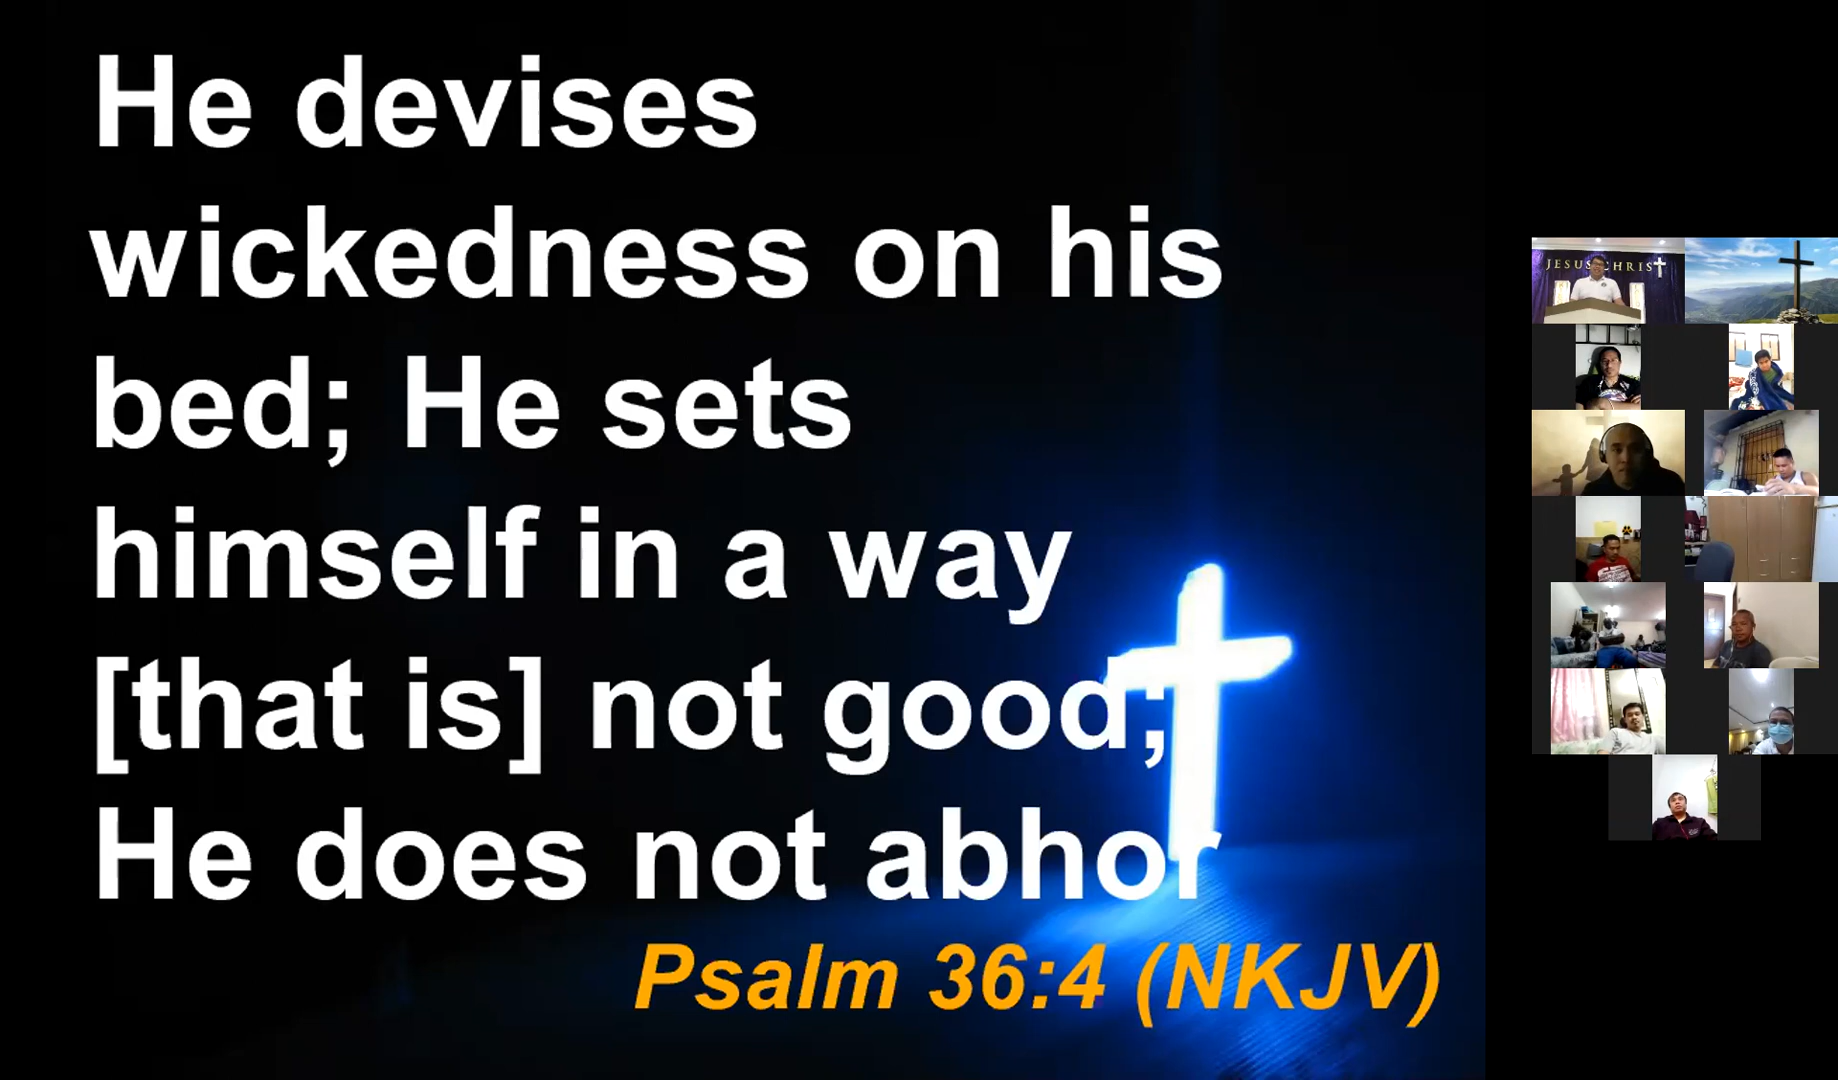 He devises
wickedness on his
bed; He sets
himself in a way
[that is] not good;
He does not abhor
Psalm 36:4 (NKJV)
JESUS CHRIST